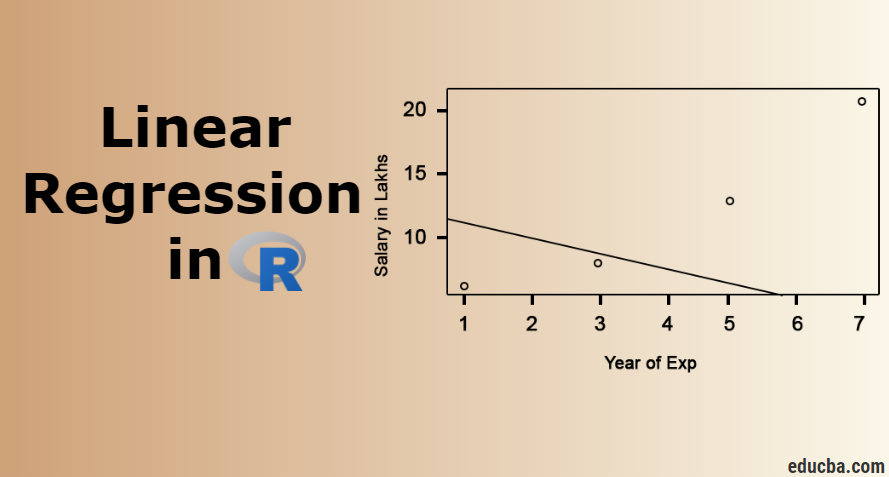 Linear
Regression
in R
Salary in Lakhs
20
15
10
1 2 3 4 5 6 7
Year of Exp
educba.com